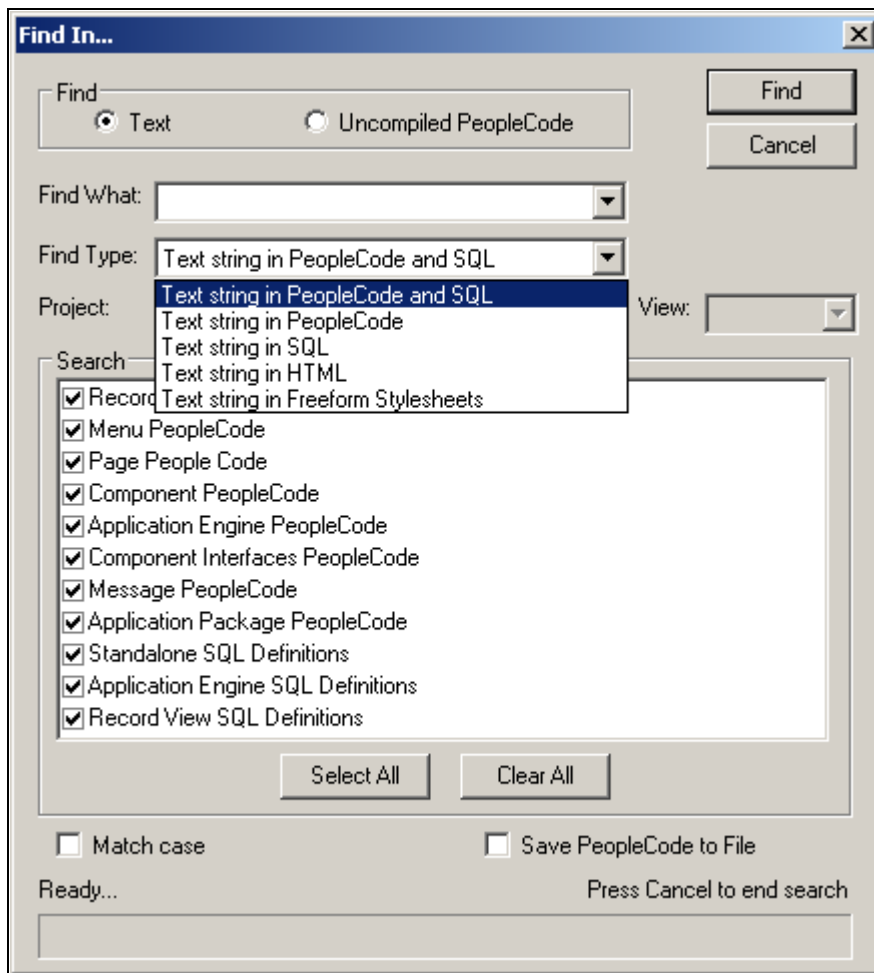 Find In...
Find
Text
Uncompiled PeopleCode
Find
Cancel
Find What:
Find Type:
Text string in PeopleCode and SQL
Text string in PeopleCode and SQL
Text string in PeopleCode
Text string in SQL
Text string in HTML
Text string in Freeform Stylesheets
Project:
View:
Search
Record
Menu PeopleCode
Page People Code
Component PeopleCode
Application Engine PeopleCode
Component Interfaces PeopleCode
Message PeopleCode
Application Package PeopleCode
Standalone SQL Definitions
Application Engine SQL Definitions
Record View SQL Definitions
Select All
Clear All
Match case
Save PeopleCode to File
Ready...
Press Cancel to end search